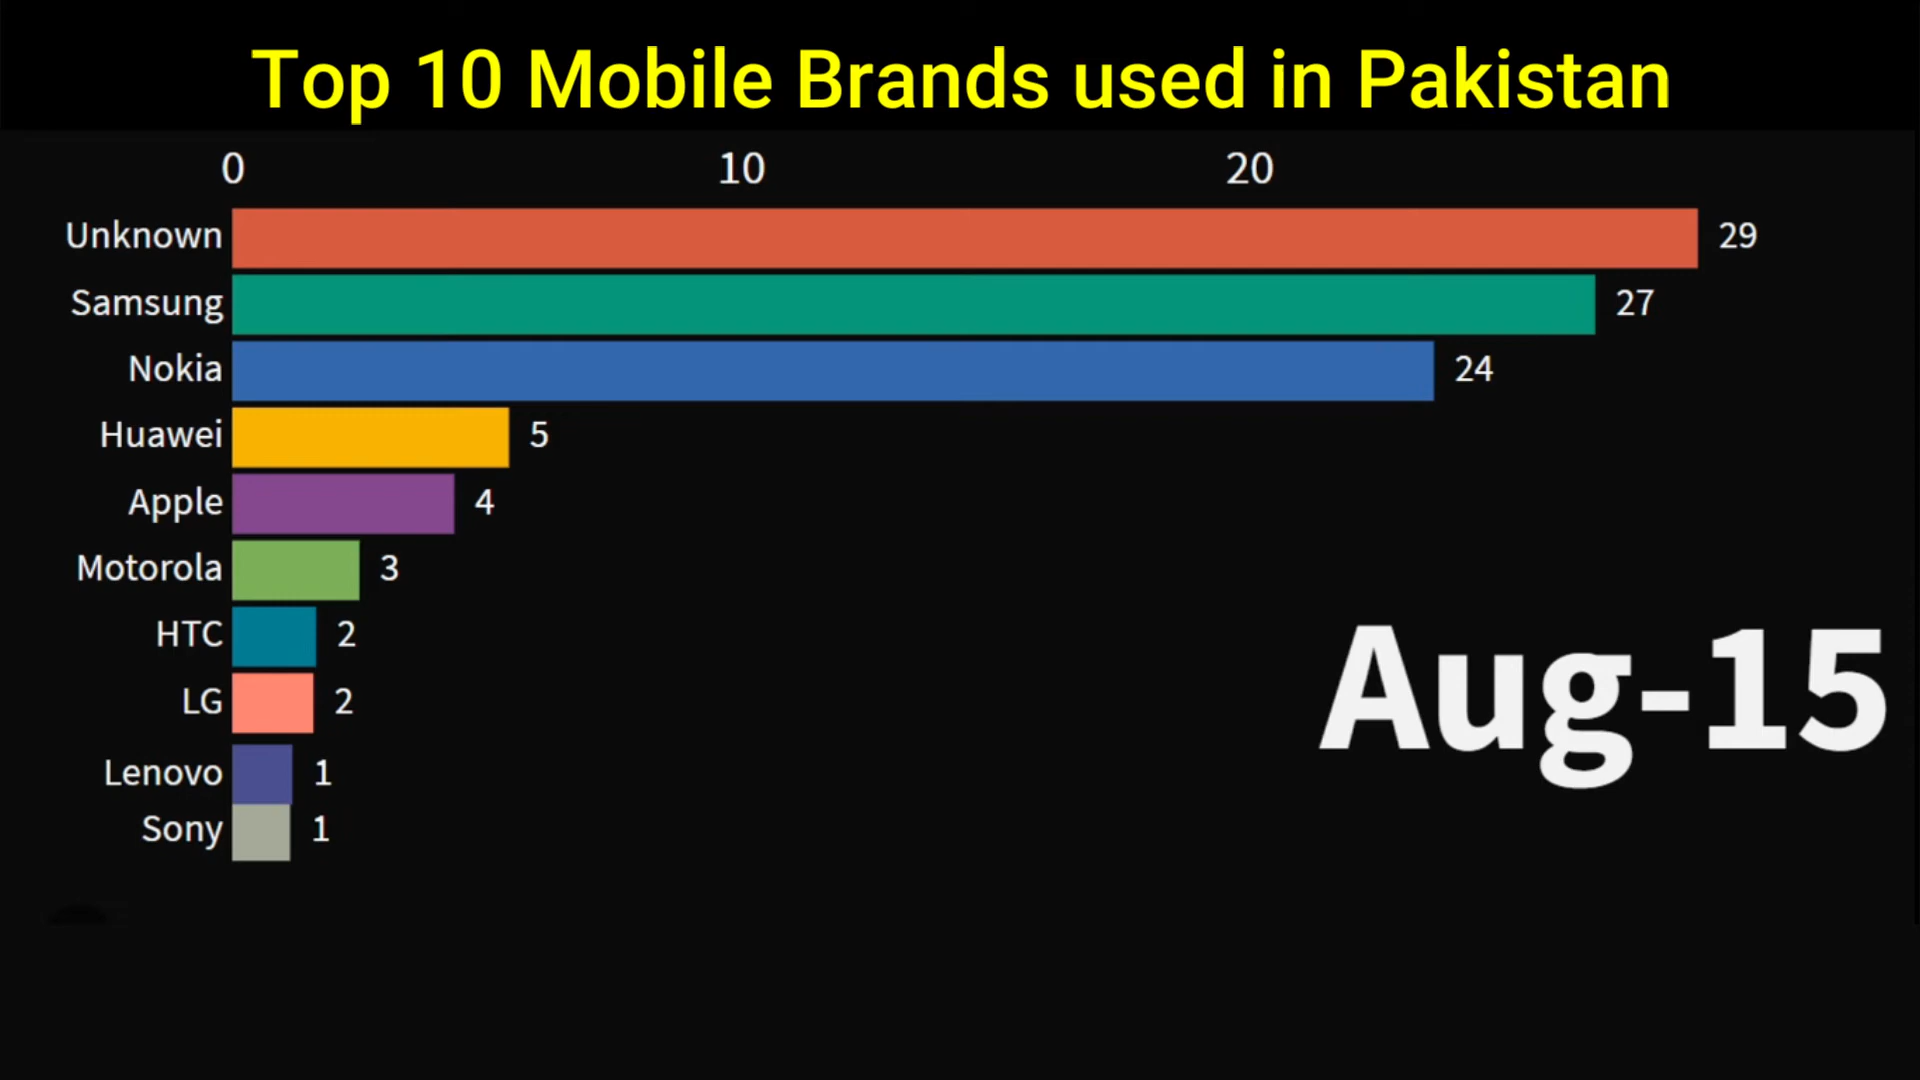 Top 10 Mobile Brands used in Pakistan
0 10 20
Unknown 29
Samsung 27
Nokia 24
Huawei 5
Apple 4
Motorola 3
HTC 2
LG 2
Aug-15
Lenovo 1
Sony 1